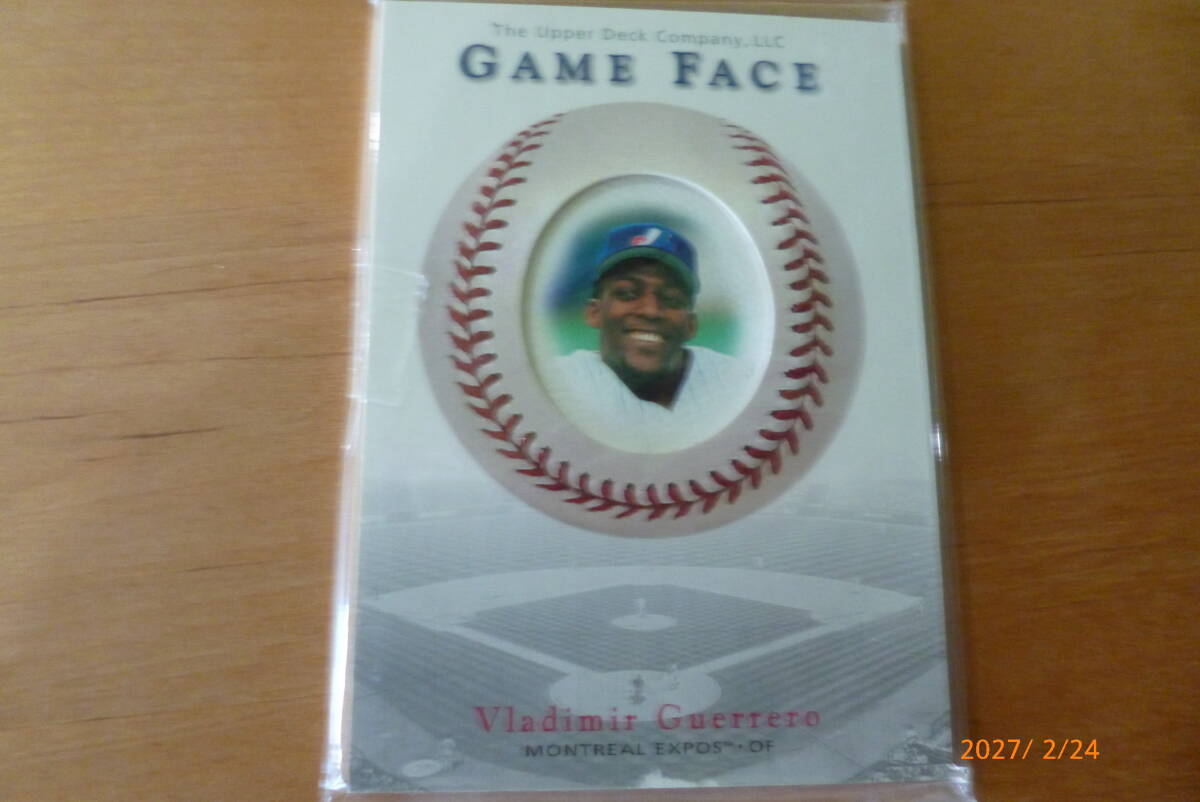 The Upper Deck Company, LLC
GAME FACE
Vladimir Guerrero
MONTREAL EXPOS™ • OF
2027/ 2/24